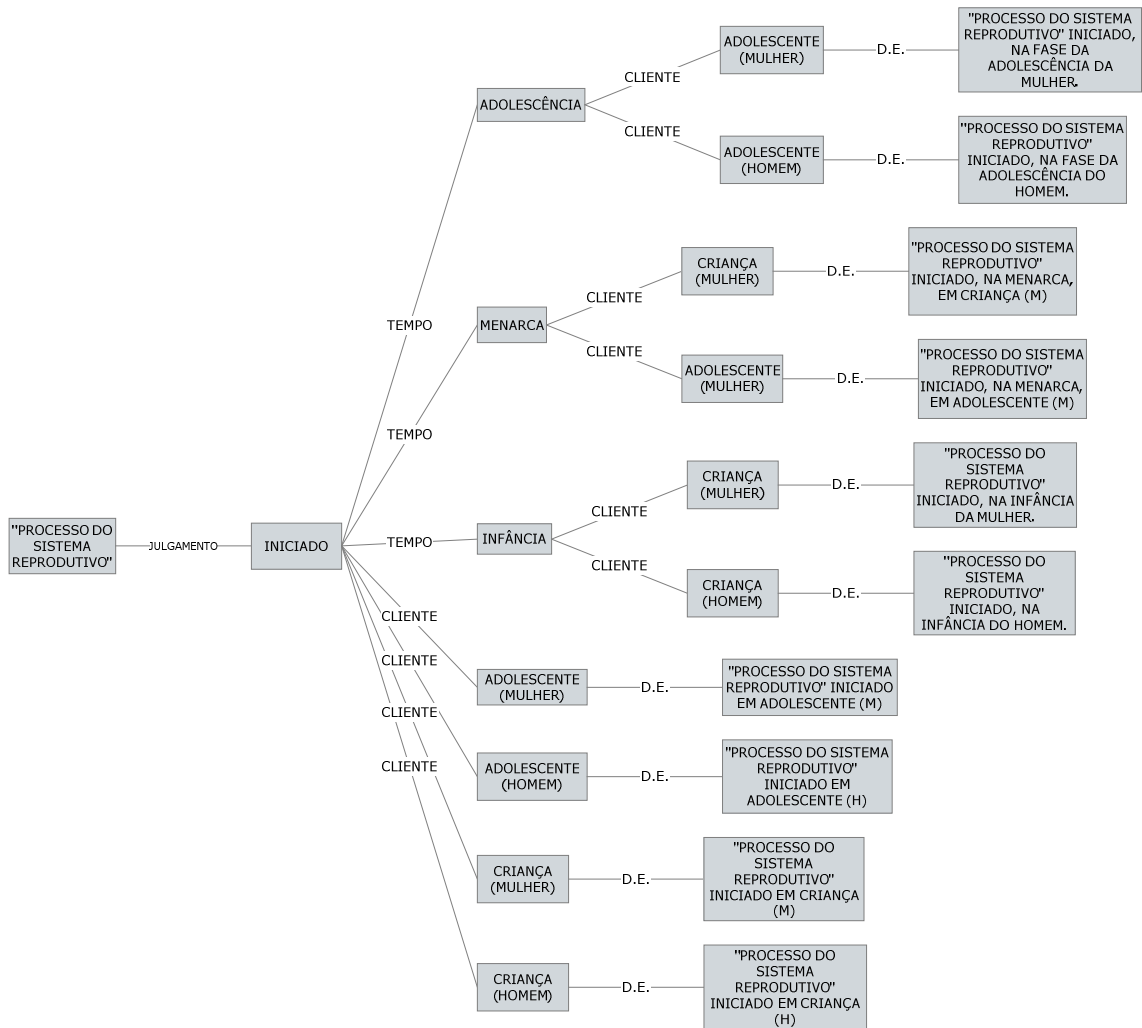 ADOLESCENTE
(MULHER)
D.E.
"PROCESSO DO SISTEMA
REPRODUTIVO" INICIADO,
NA FASE DA
ADOLESCÊNCIA DA
MULHER.
CLIENTE
ADOLESCÊNCIA
CLIENTE
ADOLESCENTE
(HOMEM)
D.E.
"PROCESSO DO SISTEMA
REPRODUTIVO"
INICIADO, NA FASE DA
ADOLESCÊNCIA DO
HOMEM.
TEMPO
CRIANÇA
(MULHER)
D.E.
"PROCESSO DO SISTEMA
REPRODUTIVO"
INICIADO, NA MENARCA,
EM CRIANÇA (M)
CLIENTE
MENARCA
CLIENTE
ADOLESCENTE
(MULHER)
D.E.
"PROCESSO DO SISTEMA
REPRODUTIVO"
INICIADO, NA MENARCA,
EM ADOLESCENTE (M)
TEMPO
CRIANÇA
(MULHER)
D.E.
"PROCESSO DO
SISTEMA
REPRODUTIVO"
INICIADO, NA INFÂNCIA
DA MULHER.
CLIENTE
"PROCESSO DO
SISTEMA
REPRODUTIVO"
JULGAMENTO
INICIADO
TEMPO
INFÂNCIA
CLIENTE
CRIANÇA
(HOMEM)
D.E.
"PROCESSO DO
SISTEMA
REPRODUTIVO"
INICIADO, NA
INFÂNCIA DO HOMEM.
CLIENTE
ADOLESCENTE
(MULHER)
D.E.
"PROCESSO DO SISTEMA
REPRODUTIVO" INICIADO
EM ADOLESCENTE (M)
CLIENTE
ADOLESCENTE
(HOMEM)
D.E.
"PROCESSO DO SISTEMA
REPRODUTIVO"
INICIADO EM
ADOLESCENTE (H)
CLIENTE
CRIANÇA
(MULHER)
D.E.
"PROCESSO DO
SISTEMA
REPRODUTIVO"
INICIADO EM CRIANÇA
(M)
CLIENTE
CRIANÇA
(HOMEM)
D.E.
"PROCESSO DO
SISTEMA
REPRODUTIVO"
INICIADO EM CRIANÇA
(H)